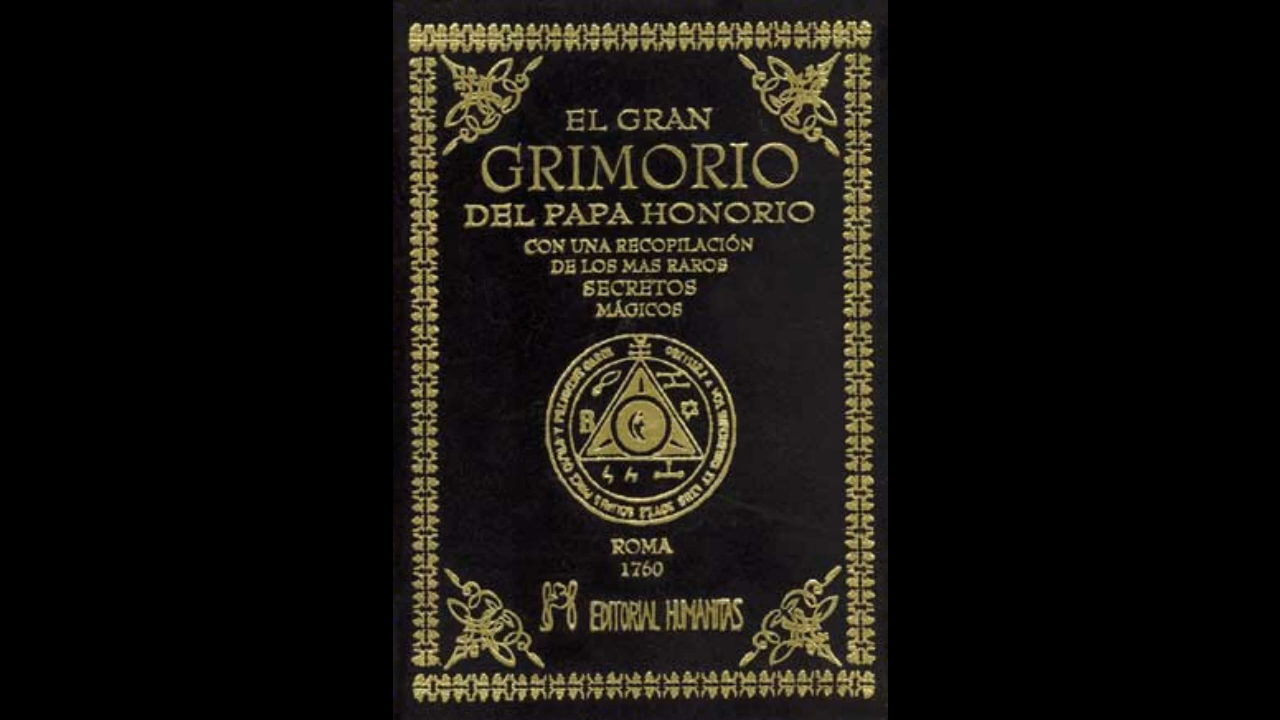 EL GRAN
GRIMORIO
DEL PAPA HONORIO
CON UNA RECOPILACIÓN
DE LOS MAS RAROS
SECRETOS
MÁGICOS
ROMA
1760
EDITORIAL HUMANITAS